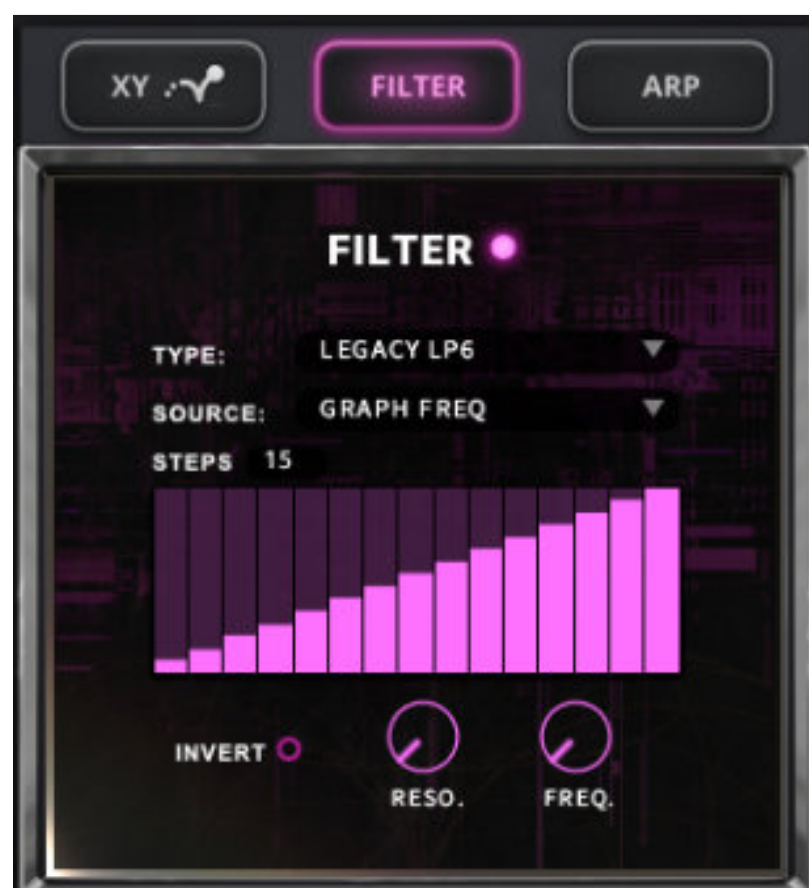 XY FILTER ARP
FILTER
TYPE: LEGACY LP6
SOURCE: GRAPH FREQ
STEPS 15
INVERT
RESO. FREQ.